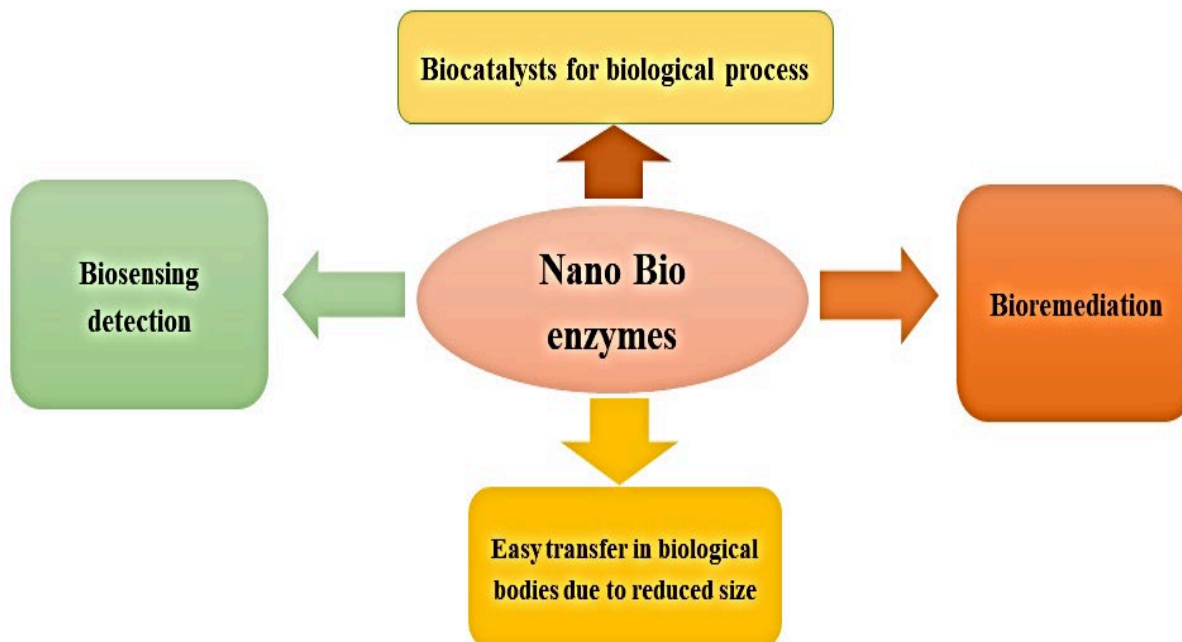 Biocatalysts for biological process
Biosensing
detection
Nano Bio
enzymes
Bioremediation
Easy transfer in biological
bodies due to reduced size